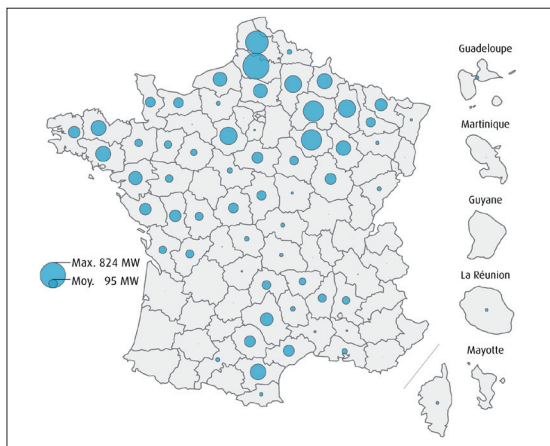 Guadeloupe
Martinique
Guyane
Max. 824 MW
Moy. 95 MW
La Réunion
Mayotte